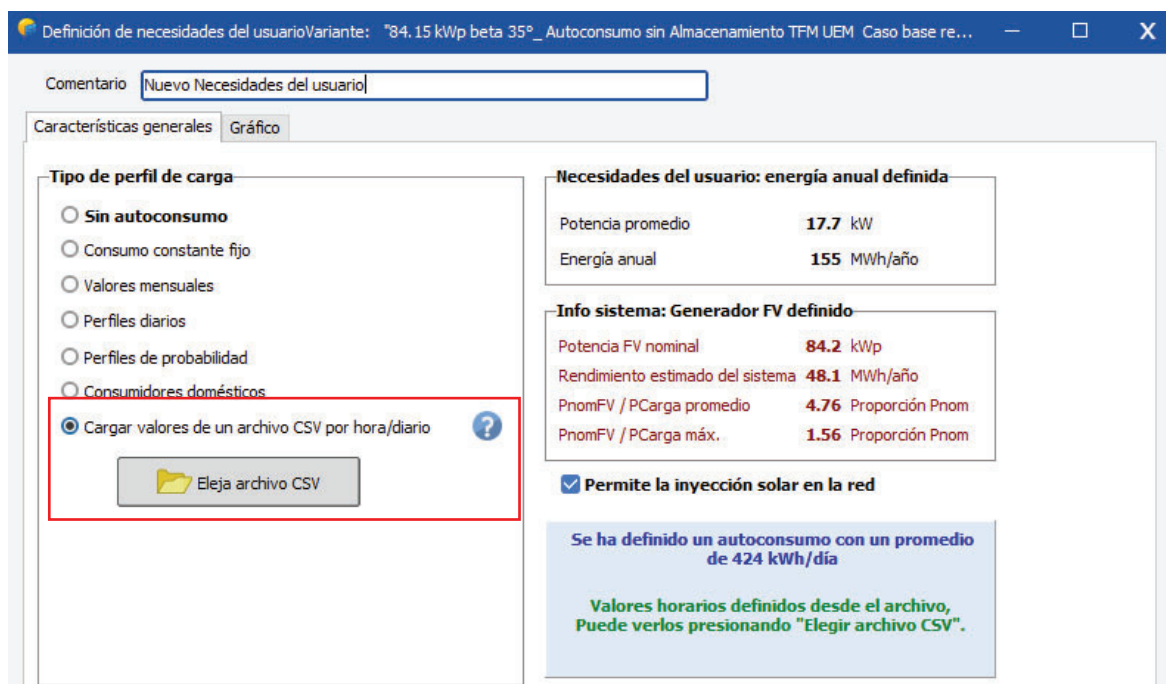 Definición de necesidades del usuarioVariante: "84.15 kWp beta 35°_ Autoconsumo sin Almacenamiento TFM UEM Caso base re...
Comentario Nuevo Necesidades del usuario
Características generales Gráfico
Tipo de perfil de carga
Sin autoconsumo
Consumo constante fijo
Valores mensuales
Perfiles diarios
Perfiles de probabilidad
Consumidores domésticos
Cargar valores de un archivo CSV por hora/diario ?
Eleja archivo CSV
Necesidades del usuario: energía anual definida
Potencia promedio 17.7 kW
Energía anual 155 MWh/año
Info sistema: Generador FV definido
Potencia FV nominal 84.2 kWp
Rendimiento estimado del sistema 48.1 MWh/año
PnomFV / PCarga promedio 4.76 Proporción Pnom
PnomFV / PCarga máx. 1.56 Proporción Pnom
Permite la inyección solar en la red
Se ha definido un autoconsumo con un promedio
de 424 kWh/día
Valores horarios definidos desde el archivo,
Puede verlos presionando "Elegir archivo CSV".